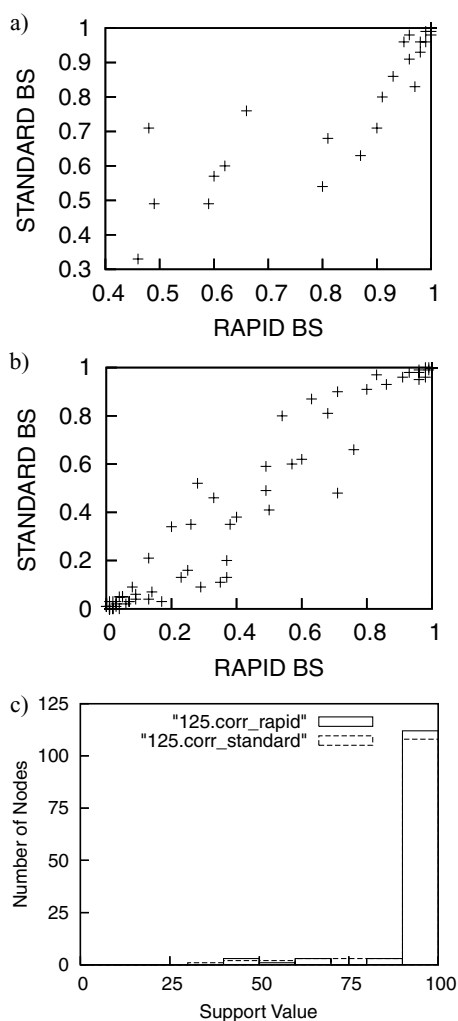 a)
1
0.9
0.8
0.7
0.6
0.5
0.4
0.3
STANDARD BS
0.4 0.5 0.6 0.7 0.8 0.9 1
RAPID BS
b)
1
0.8
0.6
0.4
0.2
0
STANDARD BS
0 0.2 0.4 0.6 0.8 1
RAPID BS
c)
125
100
75
50
25
0
Number of Nodes
"125.corr_rapid"
"125.corr_standard"
0 25 50 75 100
Support Value